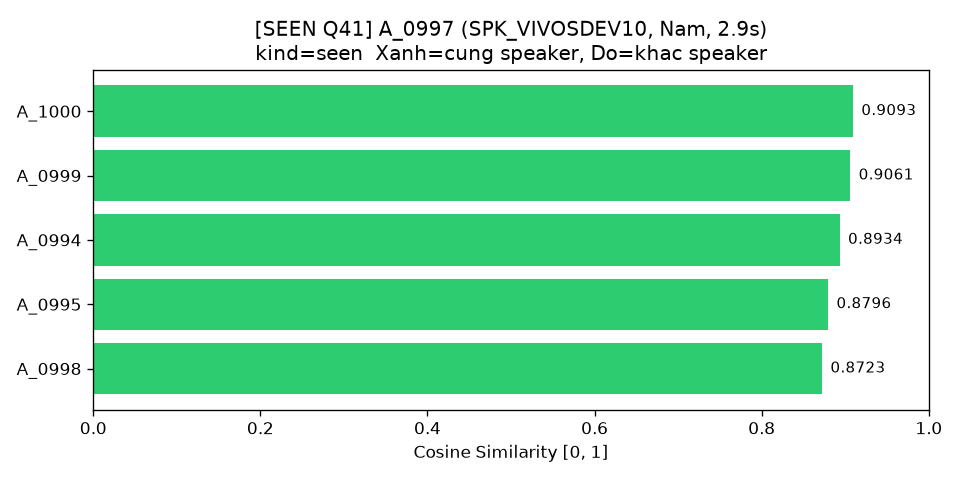 [SEEN Q41] A_0997 (SPK_VIVOSDEV10, Nam, 2.9s)
kind=seen  Xanh=cung speaker, Do=khac speaker
A_1000 0.9093
A_0999 0.9061
A_0994 0.8934
A_0995 0.8796
A_0998 0.8723
0.0 0.2 0.4 0.6 0.8 1.0
Cosine Similarity [0, 1]